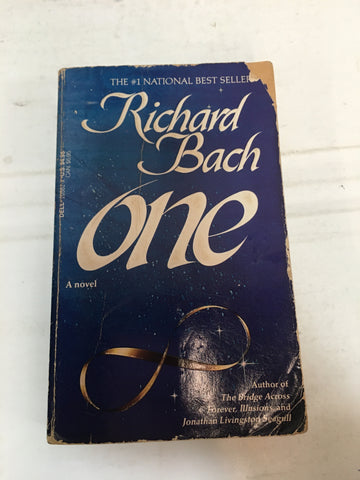 THE #1 NATIONAL BEST SELLER
Richard
Bach
one
A novel
Author of
The Bridge Across
Forever, Illusions, and
Jonathan Livingston Seagull